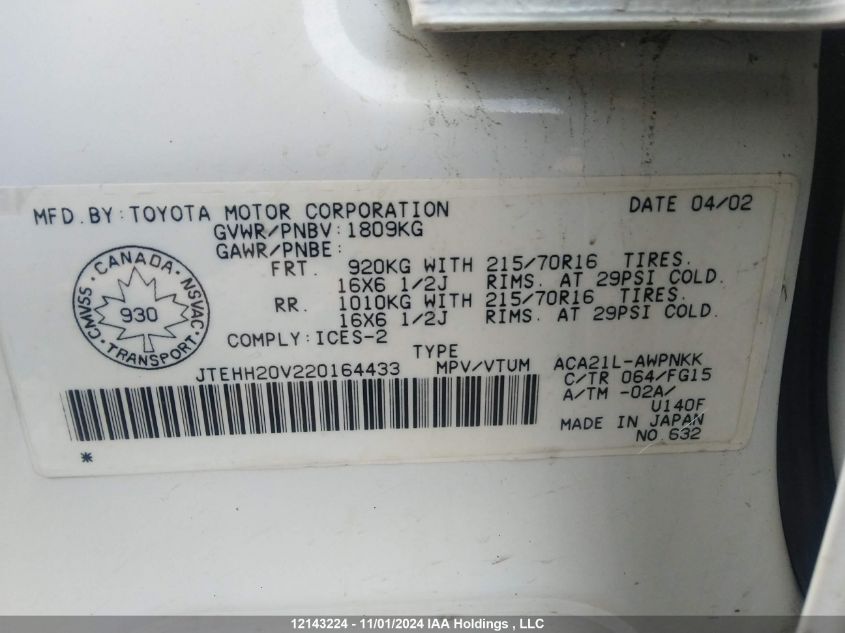 MFD.BY:TOYOTA MOTOR CORPORATION DATE 04/02
GVWR/PNBV:1809KG
GAWR/PNBE:
FRT. 920KG WITH 215/70R16 TIRES.
16X6 1/2J RIMS. AT 29PSI COLD.
RR. 1010KG WITH 215/70R16 TIRES.
16X6 1/2J RIMS. AT 29PSI COLD.
CANADA
CMVSS 930 NSVAC
TRANSPORT
COMPLY:ICES-2
TYPE
JTEHH20V220164433 MPV/VTUM ACA21L-AWPNKK
C/TR 064/FG15
A/TM -02A/
U140F
MADE IN JAPAN
NO.632
*
12143224 - 11/01/2024 IAA Holdings , LLC